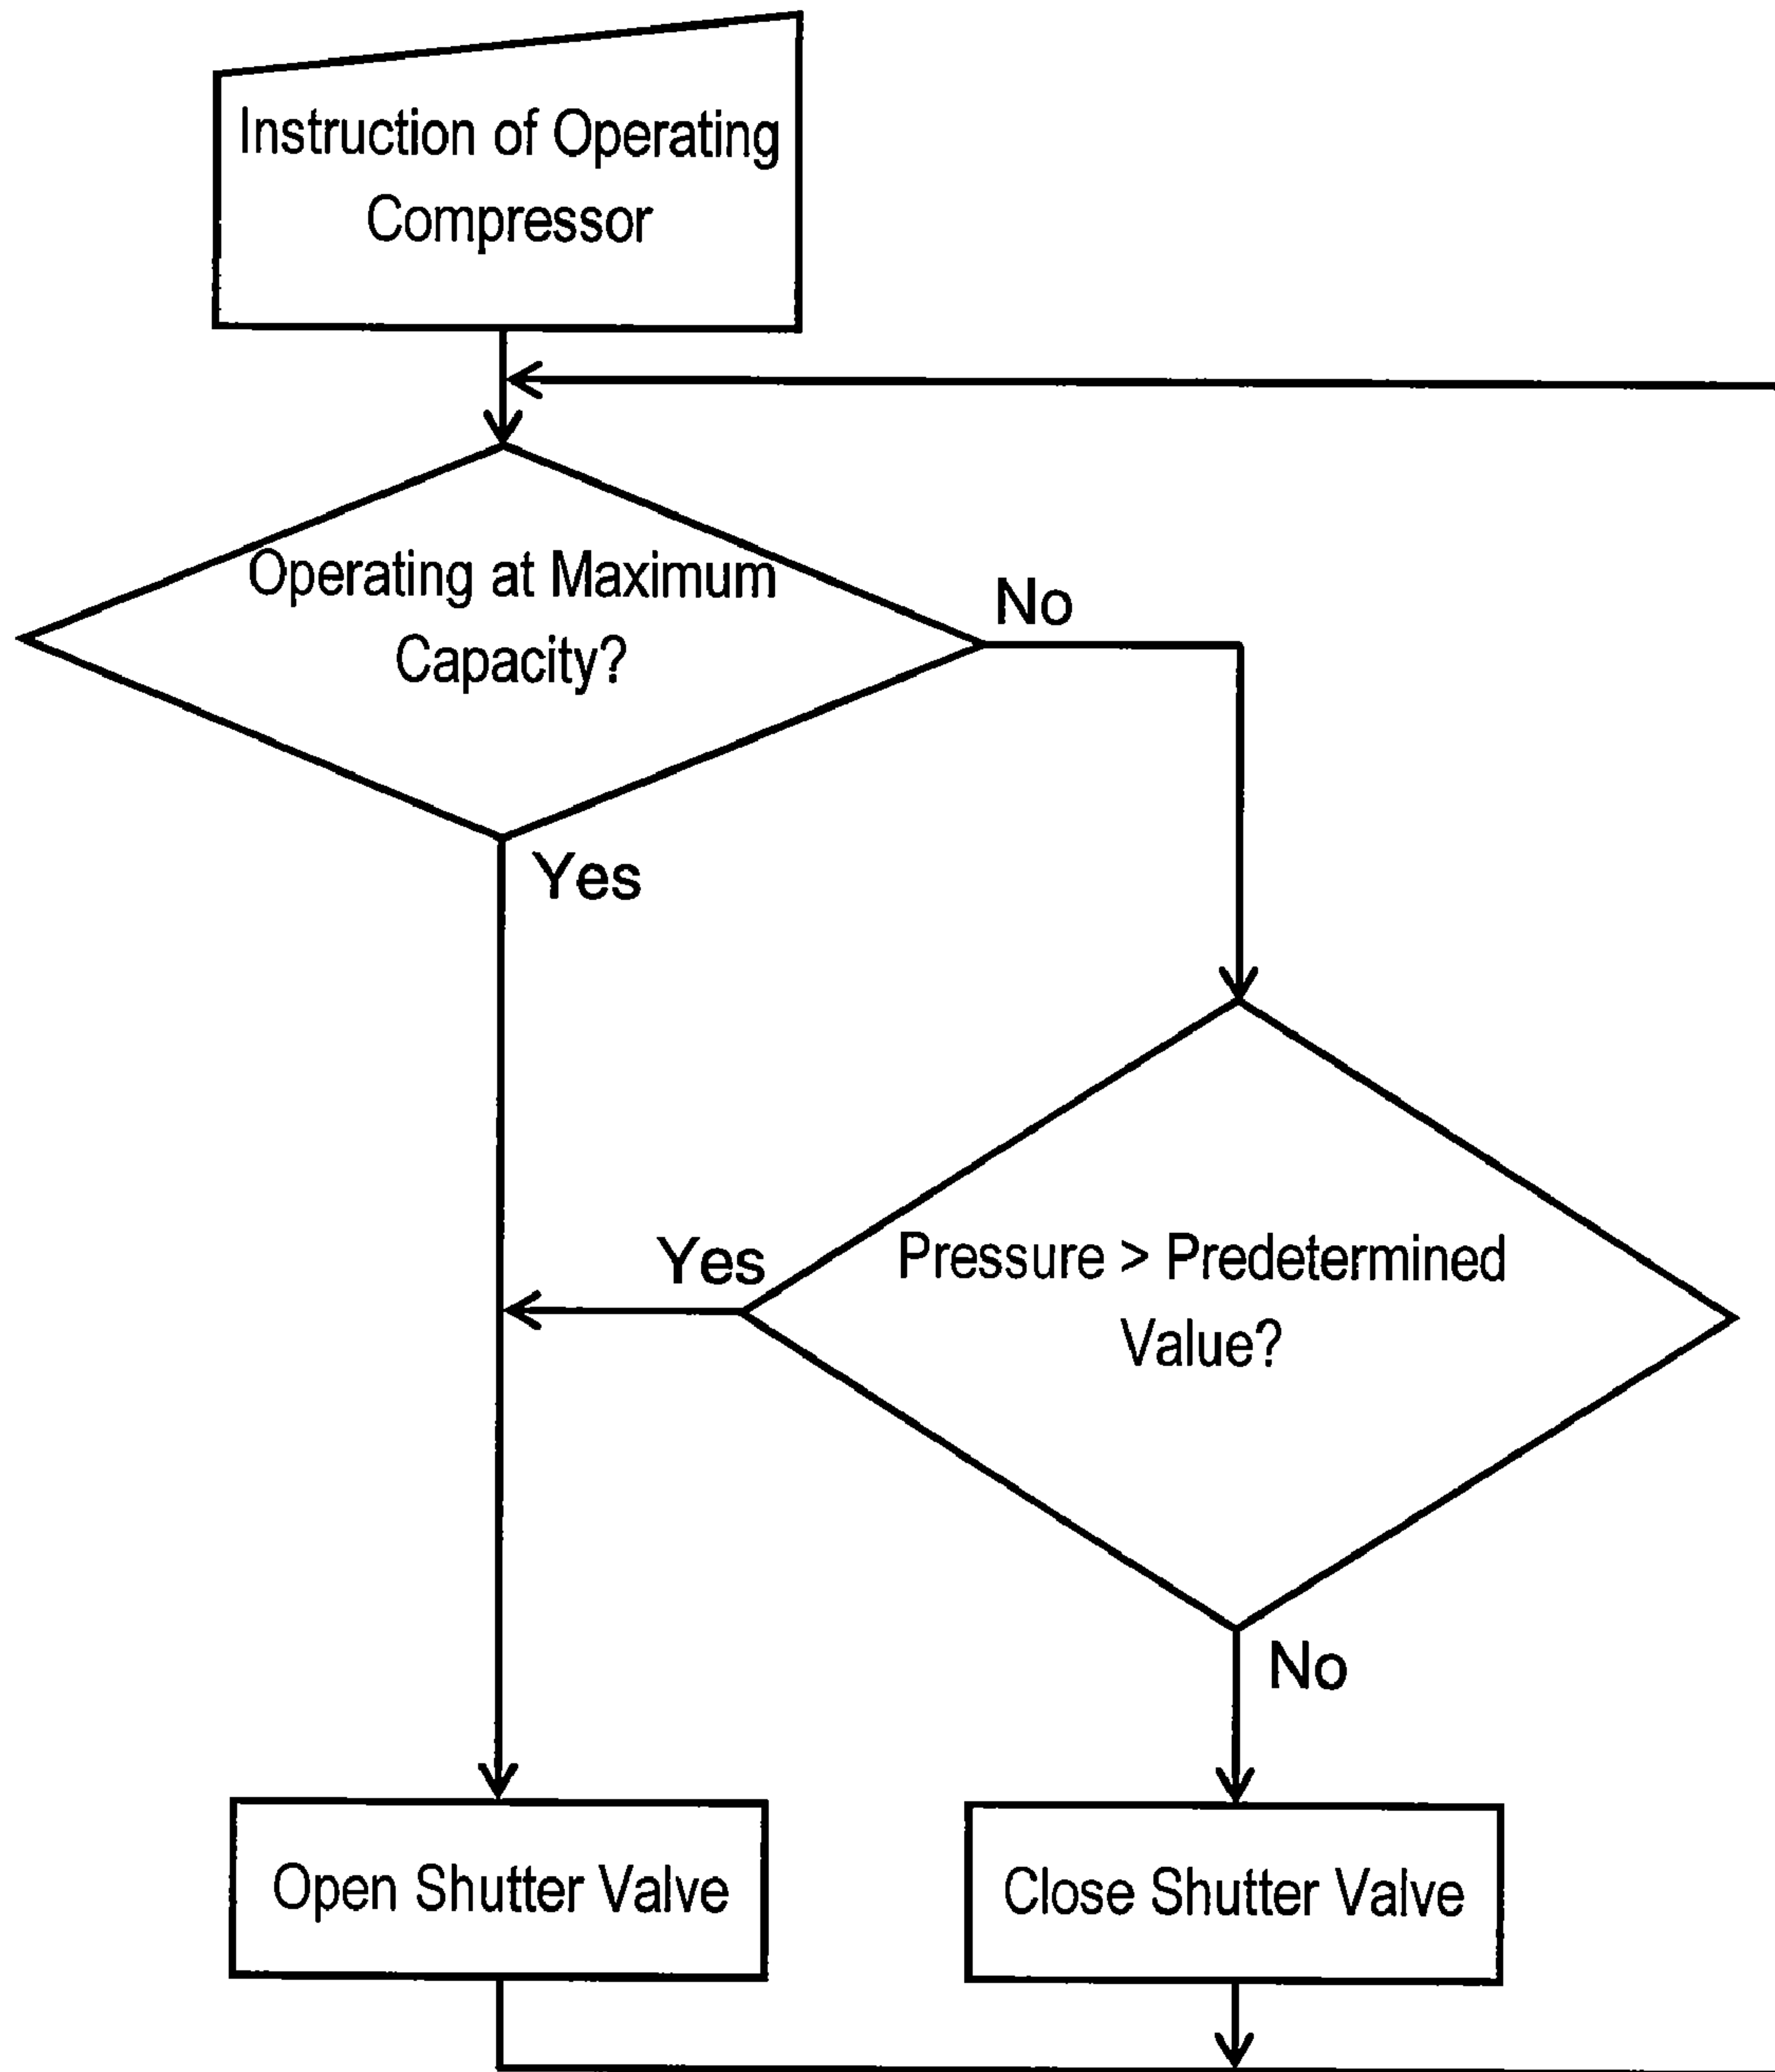 Instruction of Operating
Compressor
Operating at Maximum
Capacity?
No
Yes
Pressure > Predetermined
Value?
Yes
No
Open Shutter Valve
Close Shutter Valve